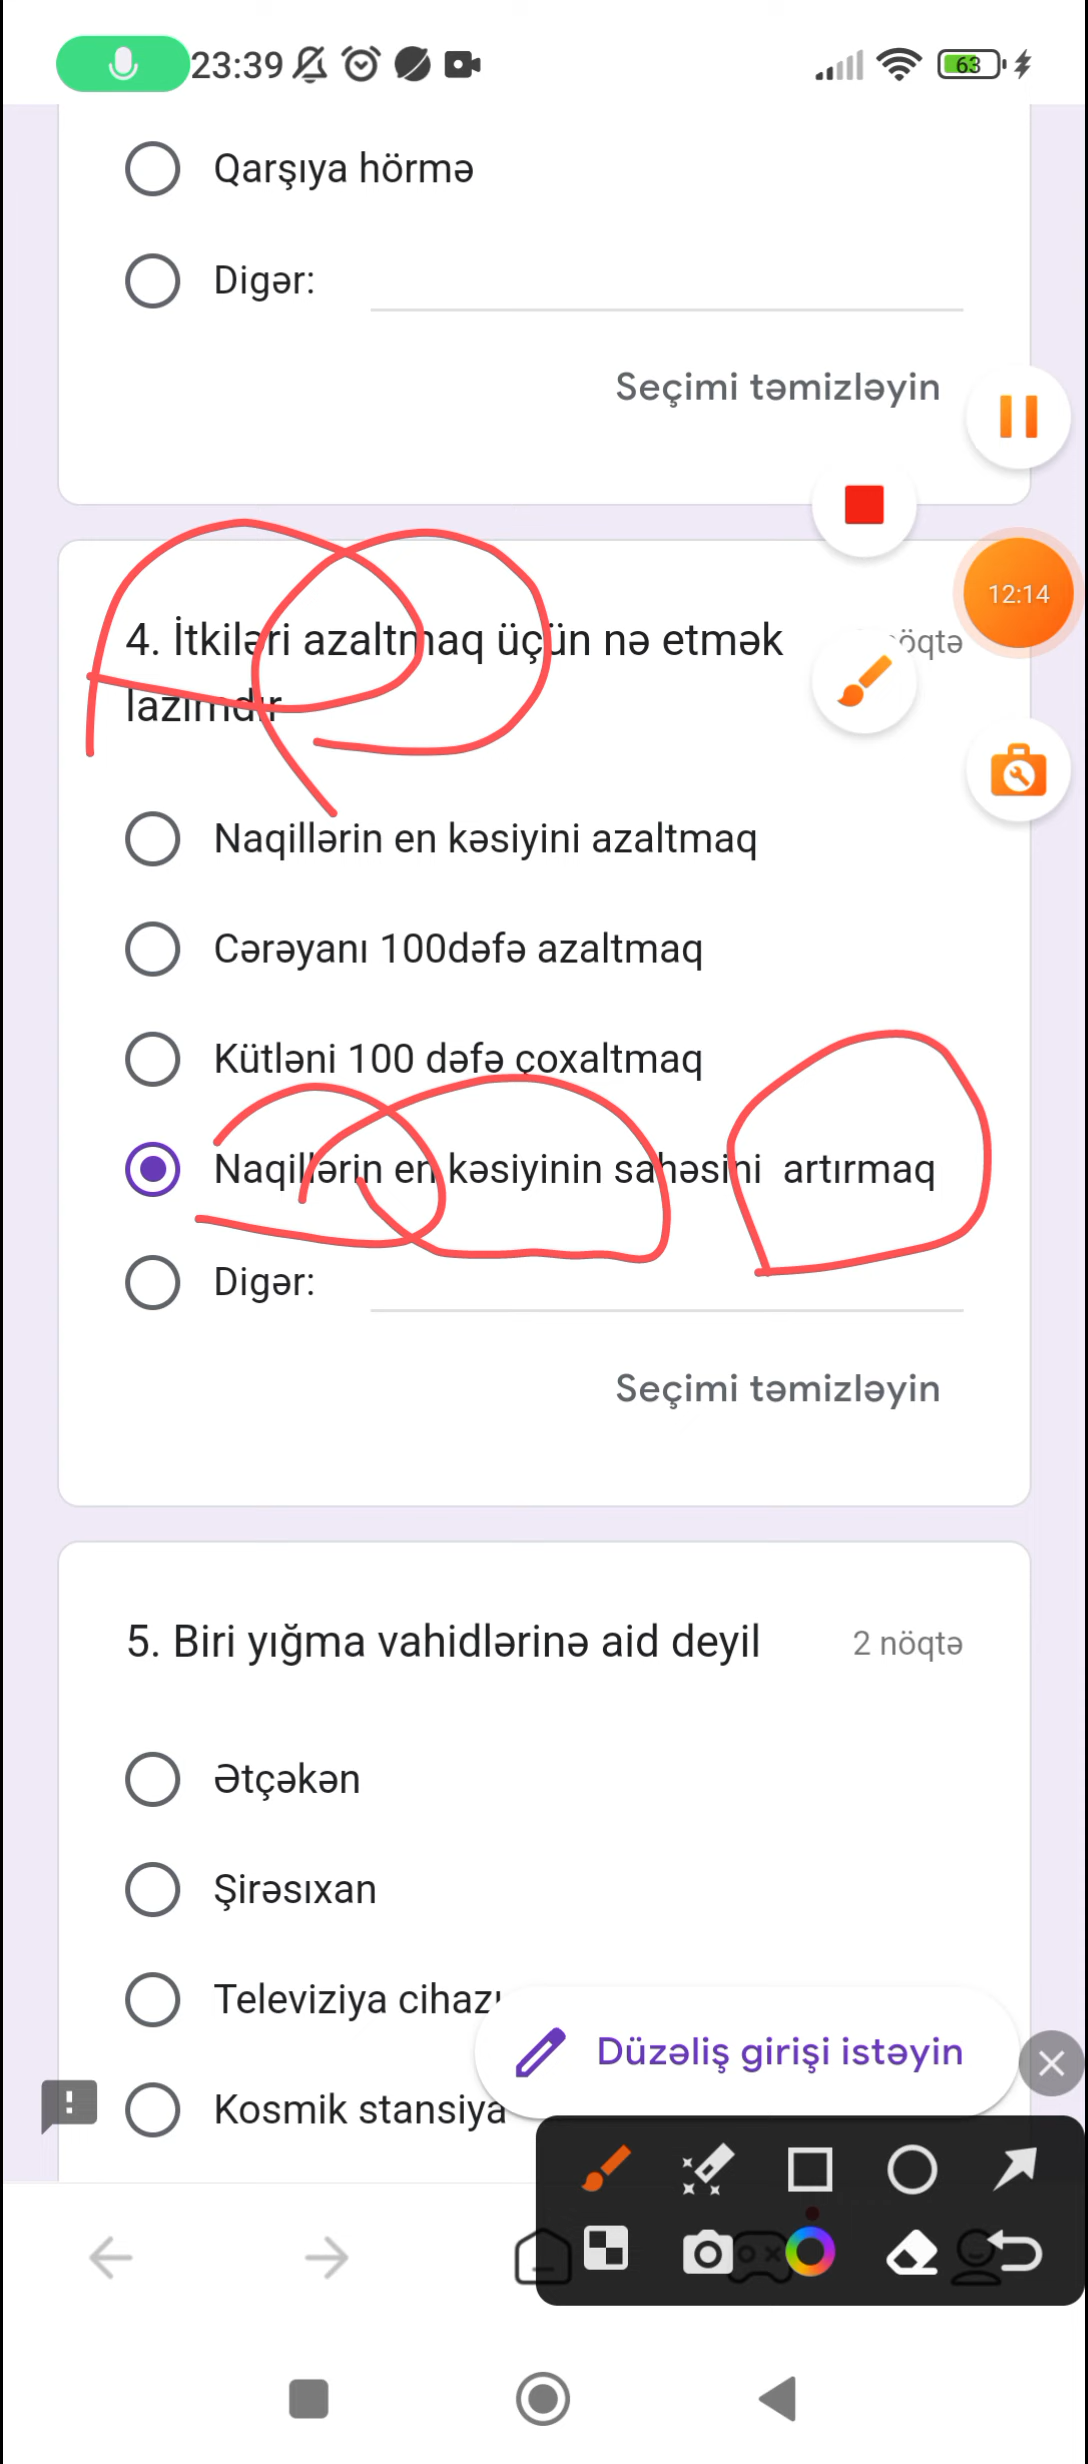 23:39
63
Qarşıya hörmə
Digər:
Seçimi təmizləyin
12:14
4. İtkiləri azaltmaq üçün nə etmək
lazımdır
Naqillərin en kəsiyini azaltmaq
Cərəyanı 100dəfə azaltmaq
Kütləni 100 dəfə çoxaltmaq
Naqillərin en kəsiyinin sahəsini artırmaq
Digər:
Seçimi təmizləyin
5. Biri yığma vahidlərinə aid deyil
2 nöqtə
Ətçəkən
Şirəsıxan
Televiziya cihazı
Kosmik stansiya
Düzəliş girişi istəyin